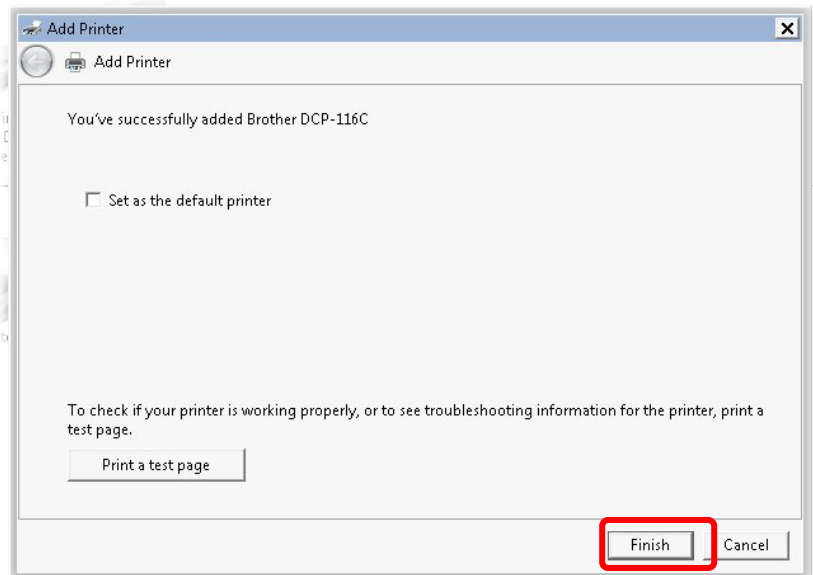 Add Printer
Add Printer
You've successfully added Brother DCP-116C
Set as the default printer
To check if your printer is working properly, or to see troubleshooting information for the printer, print a
test page.
Print a test page
Finish Cancel